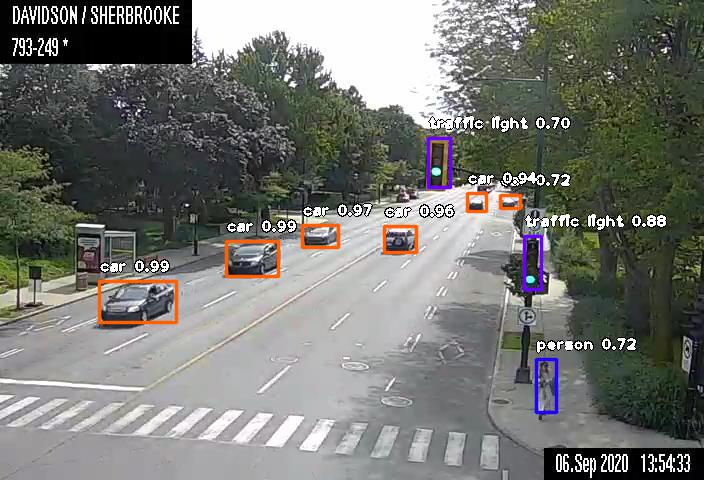 DAVIDSON / SHERBROOKE
793-249 *
traffic light 0.70
car 0.94
0.72
traffic light 0.88
car 0.97
car 0.99
car 0.96
car 0.99
person 0.72
06.Sep 2020 13:54:33